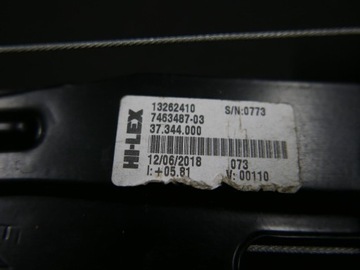 HI-LEX
13262410 S/N:0773
7463487-03
37.344.000
12/06/2018 073
I:+05.81 V: 00110